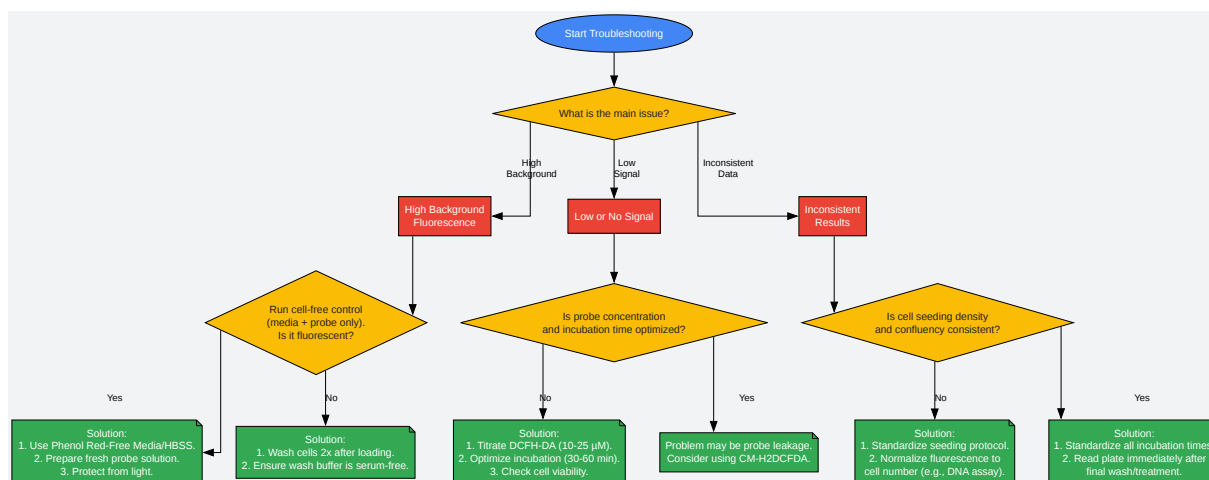 Start Troubleshooting
What is the main issue?
High
Background
Low
Signal
Inconsistent
Data
High Background
Fluorescence
Low or No Signal
Inconsistent
Results
Run cell-free control
(media + probe only).
Is it fluorescent?
Is probe concentration
and incubation time optimized?
Is cell seeding density
and confluency consistent?
Yes
No
No
Yes
No
Yes
Solution:
1. Use Phenol Red-Free Media/HBSS.
2. Prepare fresh probe solution.
3. Protect from light.
Solution:
1. Wash cells 2x after loading.
2. Ensure wash buffer is serum-free.
Solution:
1. Titrate DCFH-DA (10-25 µM).
2. Optimize incubation (30-60 min).
3. Check cell viability.
Problem may be probe leakage.
Consider using CM-H2DCFDA.
Solution:
1. Standardize seeding protocol.
2. Normalize fluorescence to
cell number (e.g., DNA assay).
Solution:
1. Standardize all incubation times
2. Read plate immediately after
final wash/treatment.